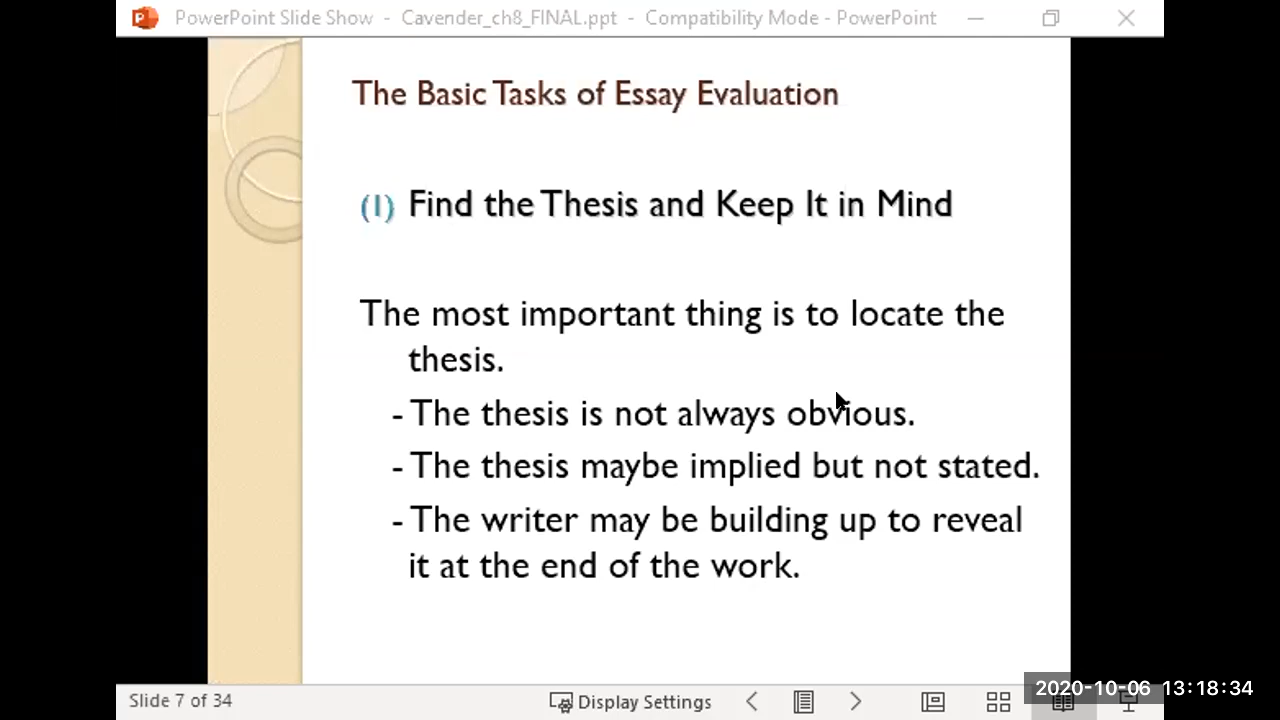 PowerPoint Slide Show - Cavender_ch8_FINAL.ppt - Compatibility Mode - PowerPoint
The Basic Tasks of Essay Evaluation
(1) Find the Thesis and Keep It in Mind
The most important thing is to locate the
thesis.
- The thesis is not always obvious.
- The thesis maybe implied but not stated.
- The writer may be building up to reveal
it at the end of the work.
Slide 7 of 34
Display Settings
2020-10-06 13:18:34